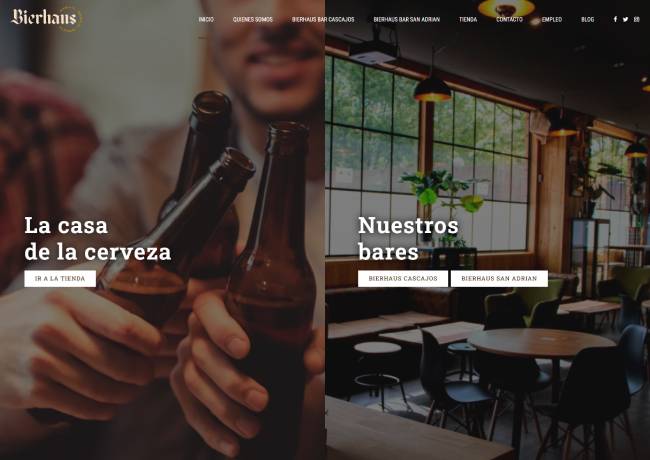 Bierhaus
INICIO QUIENES SOMOS BIERHAUS BAR CASCAJOS BIERHAUS BAR SAN ADRIAN TIENDA CONTACTO EMPLEO BLOG
La casa
de la cerveza
IR A LA TIENDA
Nuestros
bares
BIERHAUS CASCAJOS BIERHAUS SAN ADRIAN